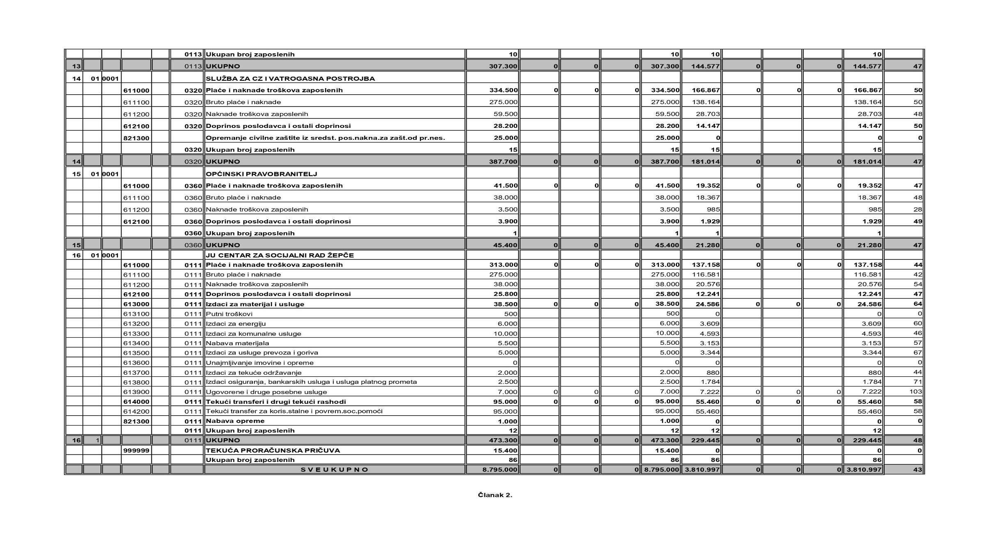 0113 Ukupan broj zaposlenih 10 10 10 10
13 0113 UKUPNO 307.300 0 0 0 307.300 144.577 0 0 0 144.577 47
14 01 0001 SLUŽBA ZA CZ I VATROGASNA POSTROJBA
611000 0320 Plaće i naknade troškova zaposlenih 334.500 0 0 0 334.500 166.867 0 0 0 166.867 50
611100 0320 Bruto plaće i naknade 275.000 275.000 138.164 138.164 50
611200 0320 Naknade troškova zaposlenih 59.500 59.500 28.703 28.703 48
612100 0320 Doprinos poslodavca i ostali doprinosi 28.200 28.200 14.147 14.147 50
821300 Opremanje civilne zaštite iz sredst. pos.nakna.za zašt.od pr.nes. 25.000 25.000 0 0 0
0320 Ukupan broj zaposlenih 15 15 15 15
14 0320 UKUPNO 387.700 0 0 0 387.700 181.014 0 0 0 181.014 47
15 01 0001 OPĆINSKI PRAVOBRANITELJ
611000 0360 Plaće i naknade troškova zaposlenih 41.500 0 0 0 41.500 19.352 0 0 0 19.352 47
611100 0360 Bruto plaće i naknade 38.000 38.000 18.367 18.367 48
611200 0360 Naknade troškova zaposlenih 3.500 3.500 985 985 28
612100 0360 Doprinos poslodavca i ostali doprinosi 3.900 3.900 1.929 1.929 49
0360 Ukupan broj zaposlenih 1 1 1 1
15 0360 UKUPNO 45.400 0 0 0 45.400 21.280 0 0 0 21.280 47
16 01 0001 JU CENTAR ZA SOCIJALNI RAD ŽEPČE
611000 0111 Plaće i naknade troškova zaposlenih 313.000 0 0 0 313.000 137.158 0 0 0 137.158 44
611100 0111 Bruto plaće i naknade 275.000 275.000 116.581 116.581 42
611200 0111 Naknade troškova zaposlenih 38.000 38.000 20.576 20.576 54
612100 0111 Doprinos poslodavca i ostali doprinosi 25.800 25.800 12.241 12.241 47
613000 0111 Izdaci za materijal i usluge 38.500 0 0 0 38.500 24.586 0 0 0 24.586 64
613100 0111 Putni troškovi 500 500 0 0 0
613200 0111 Izdaci za energiju 6.000 6.000 3.609 3.609 60
613300 0111 Izdaci za komunalne usluge 10.000 10.000 4.593 4.593 46
613400 0111 Nabava materijala 5.500 5.500 3.153 3.153 57
613500 0111 Izdaci za usluge prevoza i goriva 5.000 5.000 3.344 3.344 67
613600 0111 Unajmljivanje imovine i opreme 0 0 0 0 0
613700 0111 Izdaci za tekuće održavanje 2.000 2.000 880 880 44
613800 0111 Izdaci osiguranja, bankarskih usluga i usluga platnog prometa 2.500 2.500 1.784 1.784 71
613900 0111 Ugovorene i druge posebne usluge 7.000 0 0 0 7.000 7.222 0 0 0 7.222 103
614000 0111 Tekući transferi i drugi tekući rashodi 95.000 0 0 0 95.000 55.460 0 0 0 55.460 58
614200 0111 Tekući transfer za koris.stalne i povrem.soc.pomoći 95.000 95.000 55.460 55.460 58
821300 0111 Nabava opreme 1.000 1.000 0 0 0
0111 Ukupan broj zaposlenih 12 12 12 12
16 1 0111 UKUPNO 473.300 0 0 0 473.300 229.445 0 0 0 229.445 48
999999 TEKUĆA PRORAČUNSKA PRIČUVA 15.400 15.400 0 0 0
Ukupan broj zaposlenih 86 86 86 86
S V E U K U P N O 8.795.000 0 0 0 8.795.000 3.810.997 0 0 0 3.810.997 43
Članak 2.